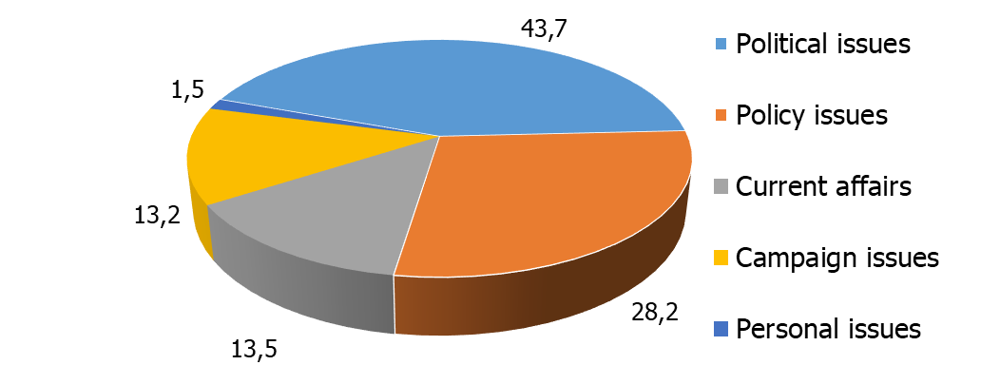 43,7
1,5
13,2
13,5
28,2
Political issues
Policy issues
Current affairs
Campaign issues
Personal issues